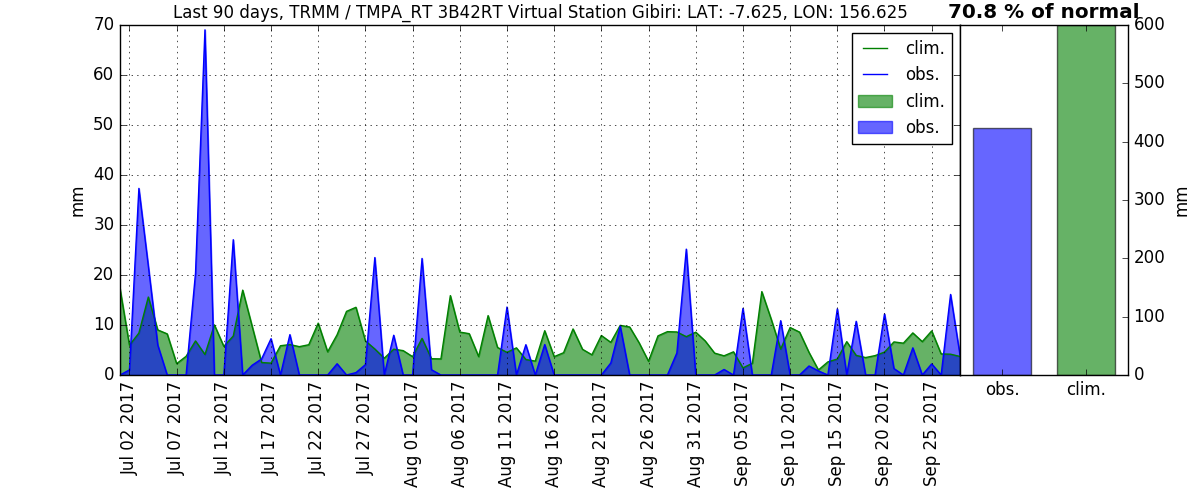 Last 90 days, TRMM / TMPA_RT 3B42RT Virtual Station Gibiri: LAT: -7.625, LON: 156.625
70.8 % of normal
70
60
50
40
30
20
10
0
mm
clim.
obs.
clim.
obs.
600
500
400
300
200
100
0
mm
Jul 02 2017
Jul 07 2017
Jul 12 2017
Jul 17 2017
Jul 22 2017
Jul 27 2017
Aug 01 2017
Aug 06 2017
Aug 11 2017
Aug 16 2017
Aug 21 2017
Aug 26 2017
Aug 31 2017
Sep 05 2017
Sep 10 2017
Sep 15 2017
Sep 20 2017
Sep 25 2017
obs.
clim.